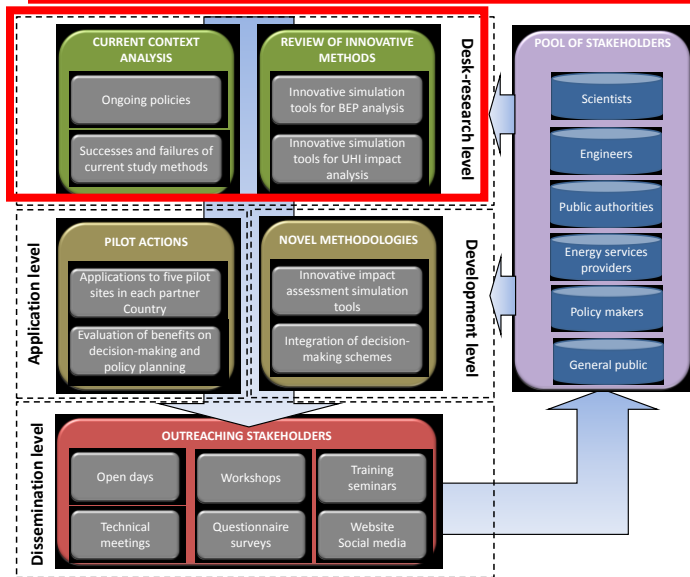 CURRENT CONTEXT
ANALYSIS
Ongoing policies
Successes and failures of
current study methods
REVIEW OF INNOVATIVE
METHODS
Innovative simulation
tools for BEP analysis
Innovative simulation
tools for UHI impact
analysis
Desk-research level
POOL OF STAKEHOLDERS
Scientists
Engineers
Public authorities
Energy services
providers
Policy makers
General public
Application level
PILOT ACTIONS
Applications to five pilot
sites in each partner
Country
Evaluation of benefits on
decision-making and
policy planning
NOVEL METHODOLOGIES
Innovative impact
assessment simulation
tools
Integration of decision-
making schemes
Development level
Dissemination level
OUTREACHING STAKEHOLDERS
Open days
Workshops
Training
seminars
Technical
meetings
Questionnaire
surveys
Website
Social media